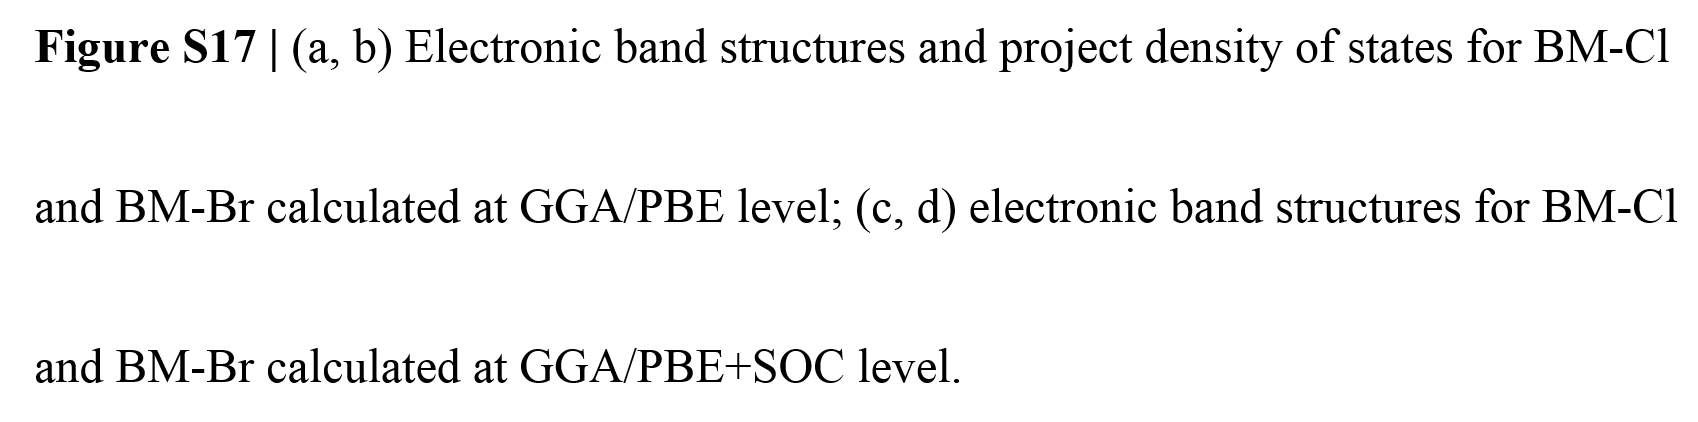 Figure S17 | (a, b) Electronic band structures and project density of states for BM-Cl
and BM-Br calculated at GGA/PBE level; (c, d) electronic band structures for BM-Cl
and BM-Br calculated at GGA/PBE+SOC level.